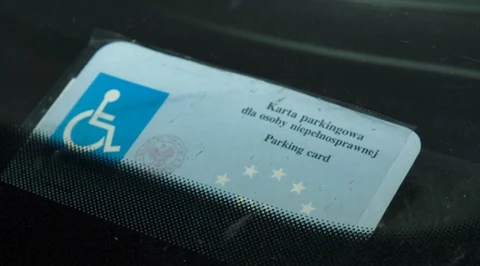 Karta parkingowa
dla osoby niepełnosprawnej
Parking card